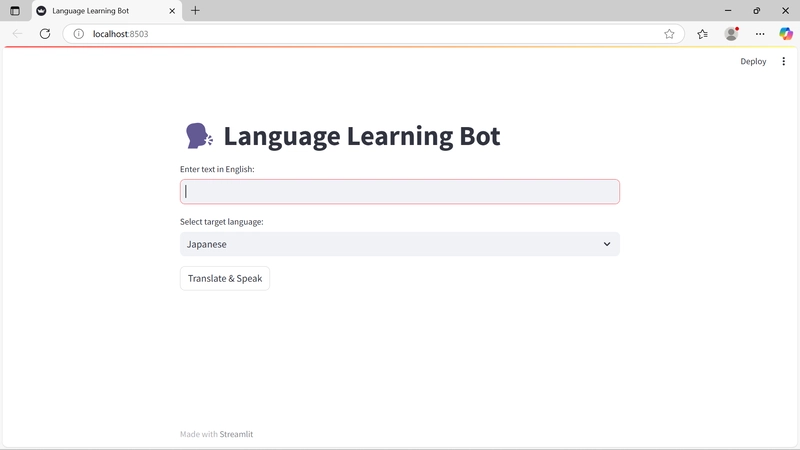 Language Learning Bot
localhost:8503
Deploy
Language Learning Bot
Enter text in English:
Select target language:
Japanese
Translate & Speak
Made with Streamlit